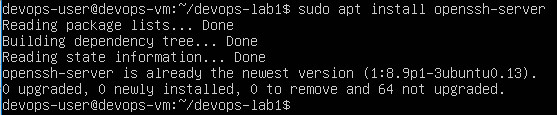 devops-user@devops-vm:~/devops-lab1$ sudo apt install openssh-server
Reading package lists... Done
Building dependency tree... Done
Reading state information... Done
openssh-server is already the newest version (1:8.9p1-3ubuntu0.13).
0 upgraded, 0 newly installed, 0 to remove and 64 not upgraded.
devops-user@devops-vm:~/devops-lab1$